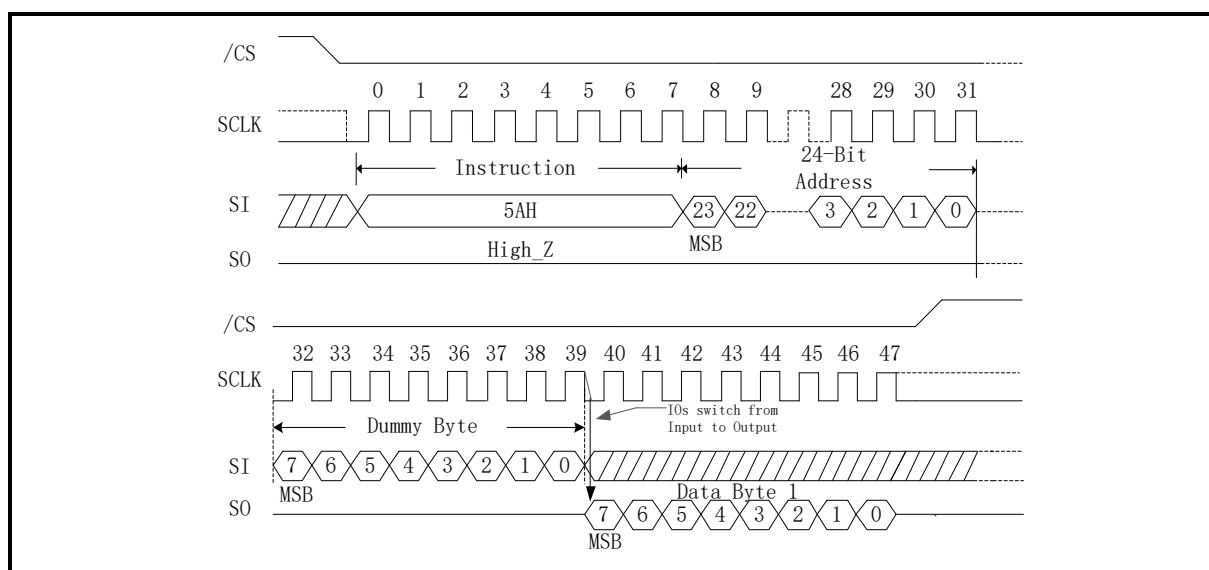 /CS
0 1 2 3 4 5 6 7 8 9 28 29 30 31
SCLK
Instruction
24-Bit
Address
SI
5AH
23 22 3 2 1 0
MSB
High_Z
SO
/CS
32 33 34 35 36 37 38 39 40 41 42 43 44 45 46 47
SCLK
IOs switch from
Input to Output
Dummy Byte
SI
7 6 5 4 3 2 1 0
MSB
Data Byte 1
SO
7 6 5 4 3 2 1 0
MSB